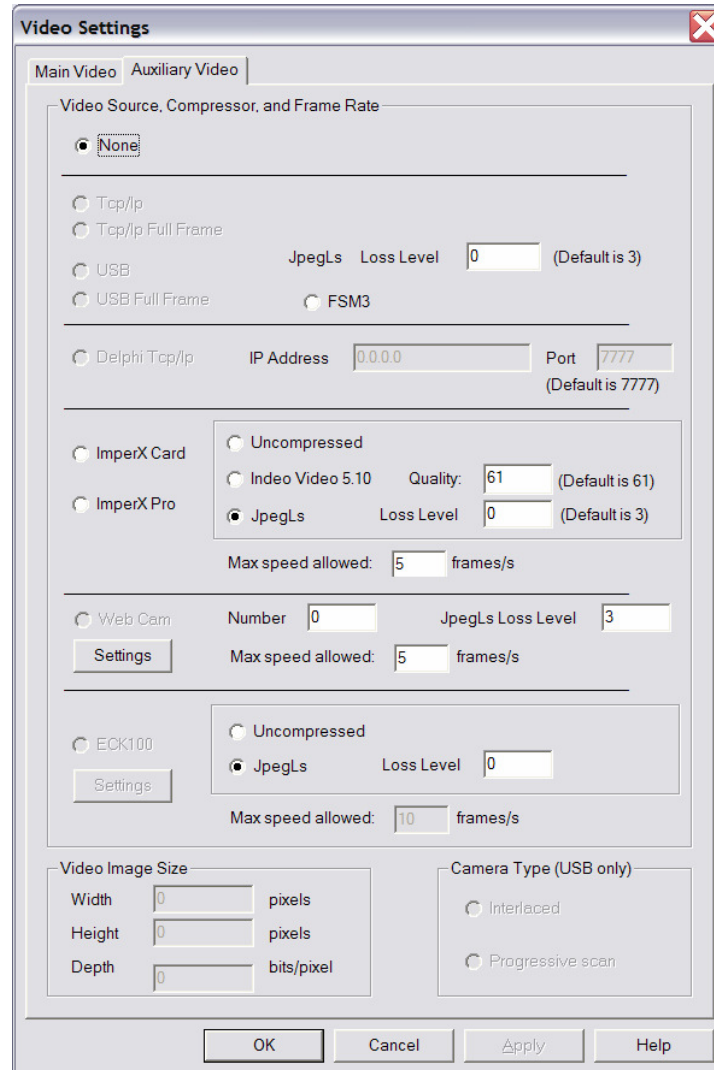 Video Settings
Main Video Auxiliary Video
Video Source, Compressor, and Frame Rate
None
Tcp/Ip
Tcp/Ip Full Frame
JpegLs Loss Level 0 (Default is 3)
USB
USB Full Frame FSM3
Delphi Tcp/Ip IP Address 0.0.0.0 Port 7777
(Default is 7777)
Uncompressed
ImperX Card
Indeo Video 5.10 Quality: 61 (Default is 61)
ImperX Pro
JpegLs Loss Level 0 (Default is 3)
Max speed allowed: 5 frames/s
Web Cam Number 0 JpegLs Loss Level 3
Settings Max speed allowed: 5 frames/s
Uncompressed
ECK100
JpegLs Loss Level 0
Settings
Max speed allowed: 10 frames/s
Video Image Size
Width 0 pixels
Height 0 pixels
Depth 0 bits/pixel
Camera Type (USB only)
Interlaced
Progressive scan
OK Cancel Apply Help